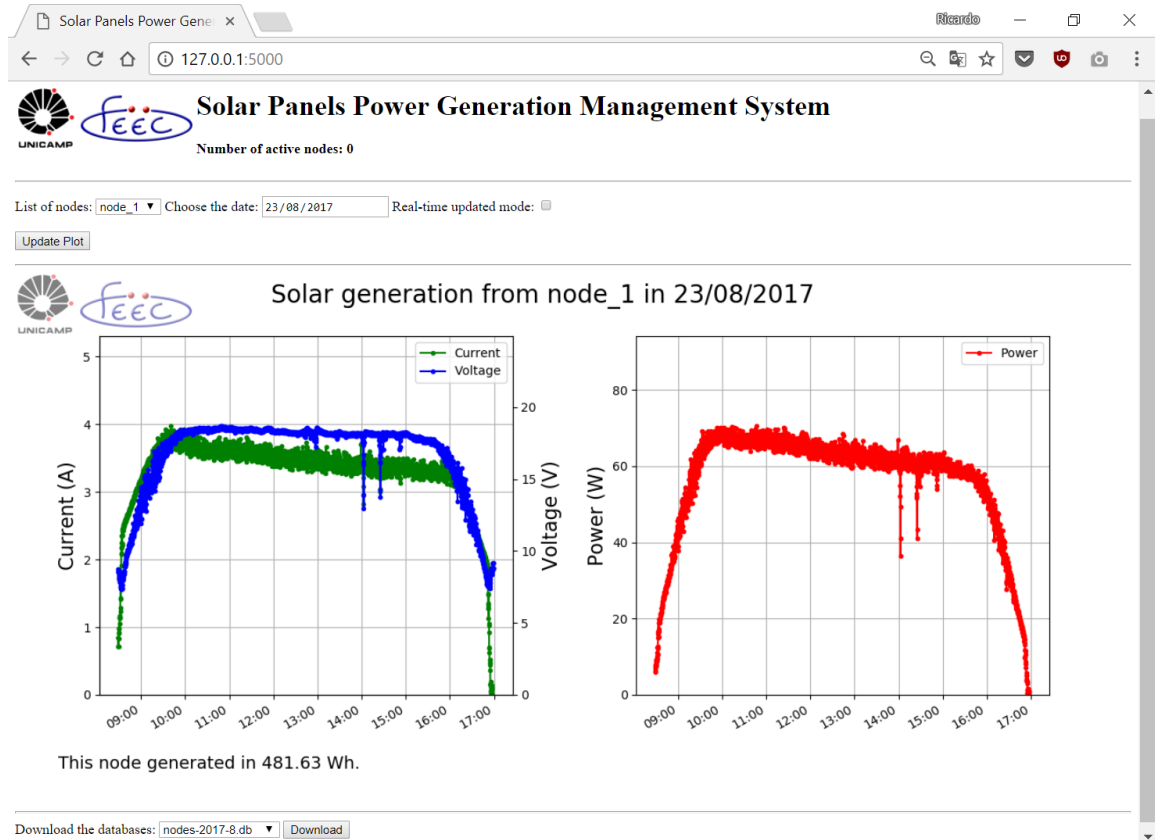 Solar Panels Power Gene
Ricardo
127.0.0.1:5000
UNICAMP
feec
Solar Panels Power Generation Management System
Number of active nodes: 0
List of nodes: node_1 Choose the date: 23/08/2017 Real-time updated mode:
Update Plot
UNICAMP
feec
Solar generation from node_1 in 23/08/2017
Current (A)
5
4
3
2
1
0
Current
Voltage
Voltage (V)
20
15
10
5
0
09:00 10:00 11:00 12:00 13:00 14:00 15:00 16:00 17:00
Power (W)
80
60
40
20
0
Power
09:00 10:00 11:00 12:00 13:00 14:00 15:00 16:00 17:00
This node generated in 481.63 Wh.
Download the databases: nodes-2017-8.db Download